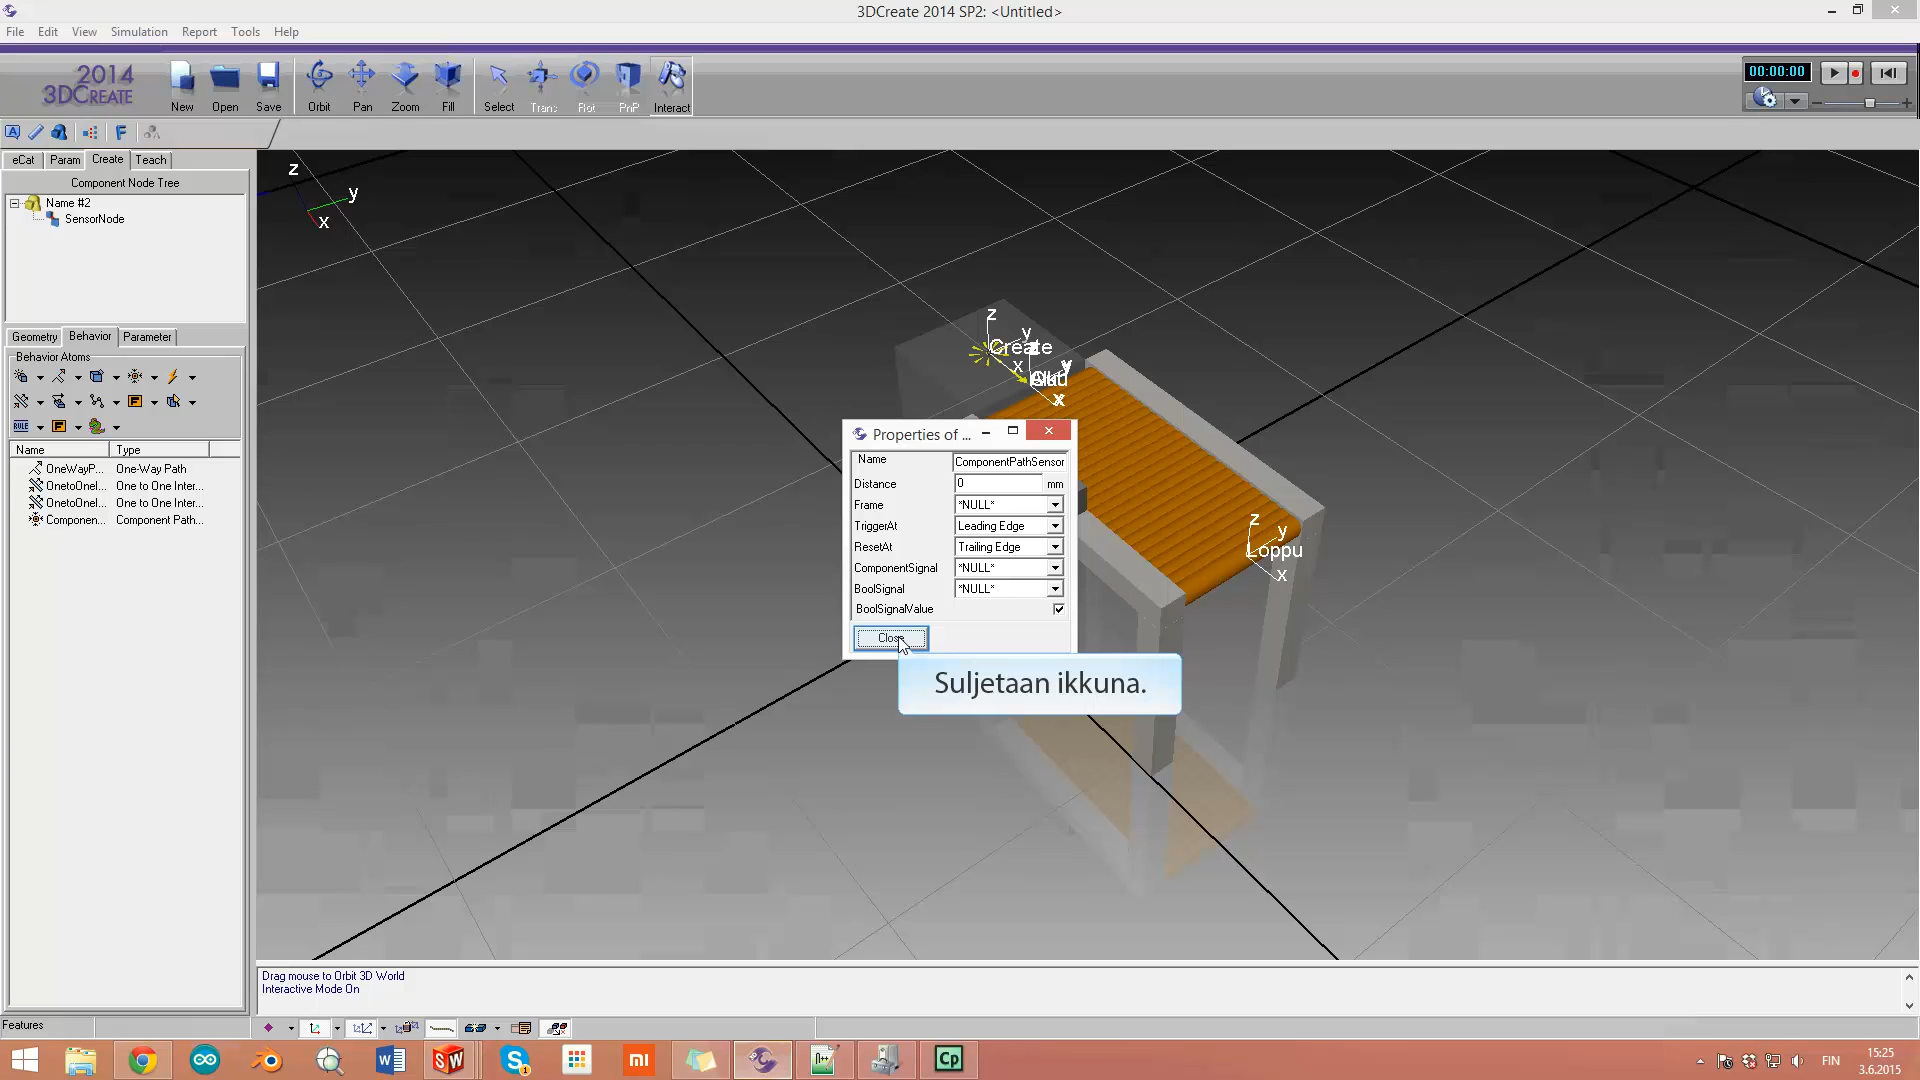 3DCreate 2014 SP2: <Untitled>
File Edit View Simulation Report Tools Help
2014
3DCREATE
New Open Save Orbit Pan Zoom Fill Select Trans Rot PnP Interact
00:00:00
eCat Param Create Teach
Component Node Tree
Name #2
SensorNode
Geometry Behavior Parameter
Behavior Atoms
RULE
Name Type
OneWayP... One-Way Path
OnetoOneI... One to One Inter...
OnetoOneI... One to One Inter...
Componen... Component Path...
Features
z
y
x
z
y
Create
x
y
x
z
y
Loppu
x
Properties of ...
Name ComponentPathSensor
Distance 0 mm
Frame *NULL*
TriggerAt Leading Edge
ResetAt Trailing Edge
ComponentSignal *NULL*
BoolSignal *NULL*
BoolSignalValue
Close
Suljetaan ikkuna.
Drag mouse to Orbit 3D World
Interactive Mode On
FIN
15:25
3.6.2015